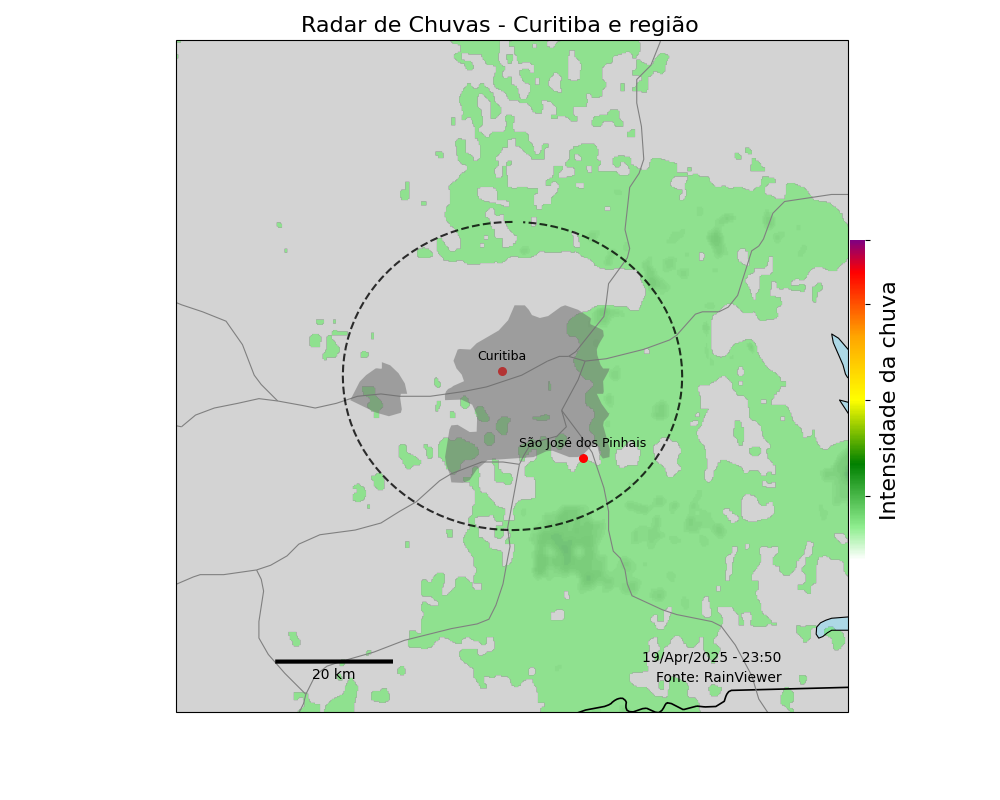 Radar de Chuvas - Curitiba e região
Curitiba
São José dos Pinhais
Intensidade da chuva
19/Apr/2025 - 23:50
Fonte: RainViewer
20 km